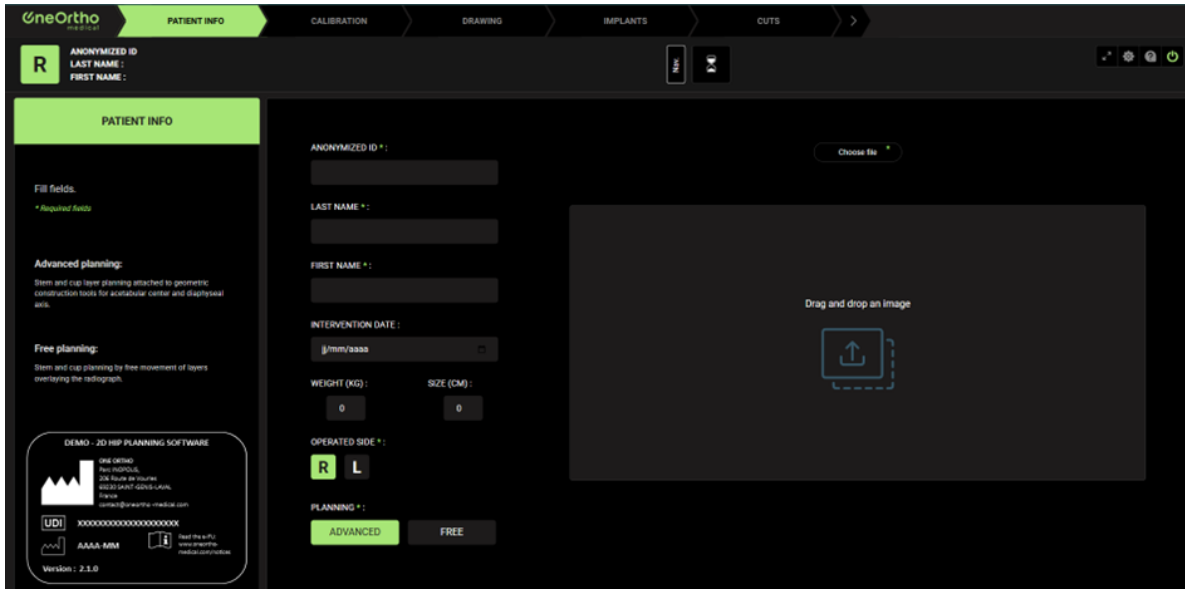 OneOrtho
medical
PATIENT INFO
CALIBRATION
DRAWING
IMPLANTS
CUTS
R
ANONYMIZED ID
LAST NAME :
FIRST NAME :
Nav.
PATIENT INFO
Fill fields.
* Required fields
Advanced planning:
Stem and cup layer planning attached to geometric
construction tools for acetabular center and diaphyseal
axis.
Free planning:
Stem and cup planning by free movement of layers
overlaying the radiograph.
DEMO - 2D HIP PLANNING SOFTWARE
ONE ORTHO
Parc INOPOLIS,
206 Route de Vourles
69230 SAINT-GENIS-LAVAL
France
contact@oneortho-medical.com
UDI
XXXXXXXXXXXXXXXXXXXX
AAAA-MM
Read the e-IFU
www.oneortho-
medical.com/notices
Version : 2.1.0
ANONYMIZED ID * :
LAST NAME * :
FIRST NAME * :
INTERVENTION DATE :
jj/mm/aaaa
WEIGHT (KG) :
SIZE (CM) :
0
0
OPERATED SIDE * :
R
L
PLANNING * :
ADVANCED
FREE
Choose file *
Drag and drop an image